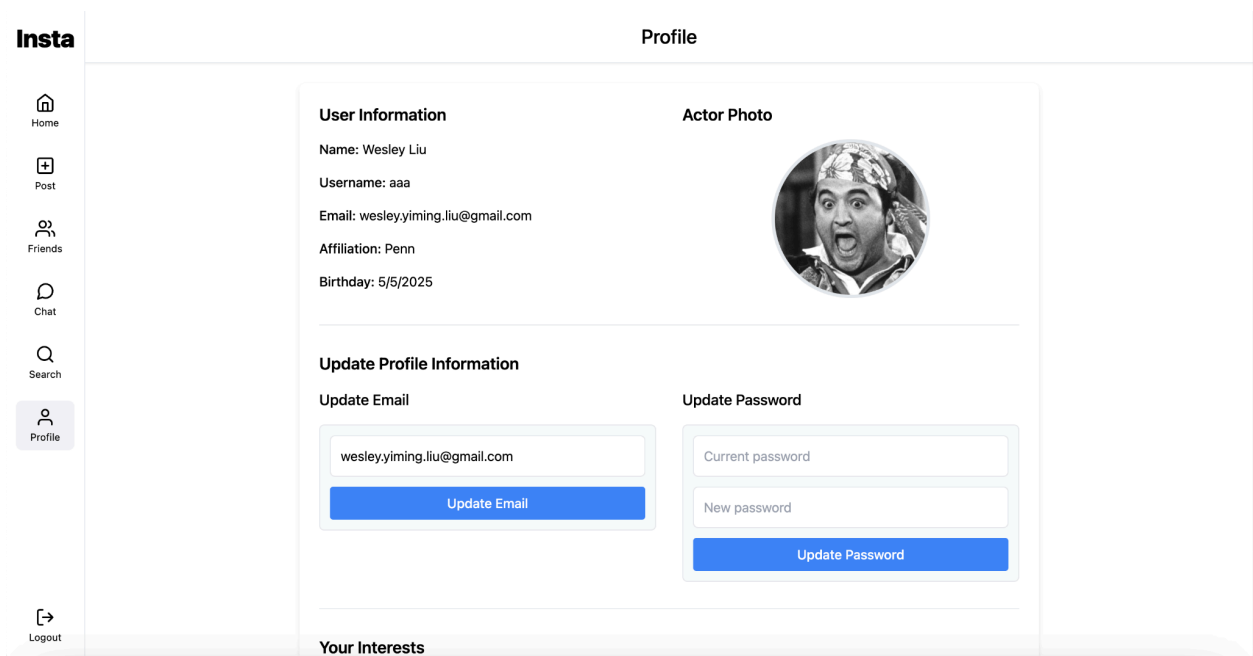 Insta
Home
Post
Friends
Chat
Search
Profile
Logout
Profile
User Information
Name: Wesley Liu
Username: aaa
Email: wesley.yiming.liu@gmail.com
Affiliation: Penn
Birthday: 5/5/2025
Actor Photo
Update Profile Information
Update Email
wesley.yiming.liu@gmail.com
Update Email
Update Password
Current password
New password
Update Password
Your Interests